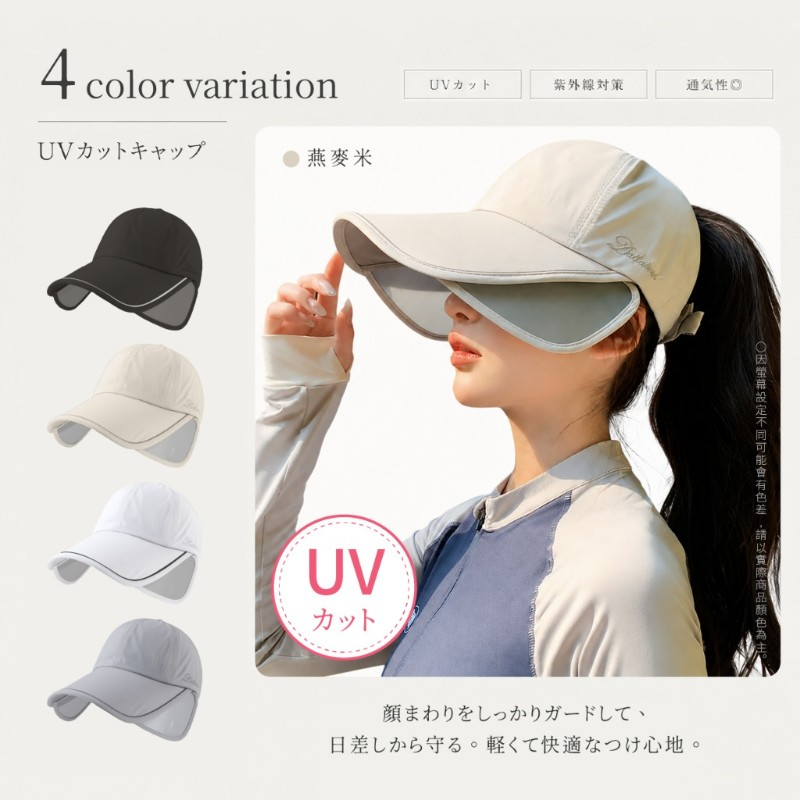 4 color variation
UVカットキャップ
UVカット
紫外線対策
通気性◎
燕麥米
○因螢幕設定不同可能會有色差，請以實際商品顏色為主。
UV
カット
顔まわりをしっかりガードして、
日差しから守る。軽くて快適なつけ心地。